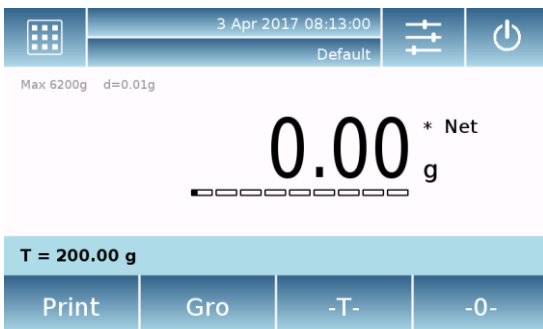 3 Apr 2017 08:13:00
Default
Max 6200g d=0.01g
0.00 * Net
g
T = 200.00 g
Print Gro -T- -0-